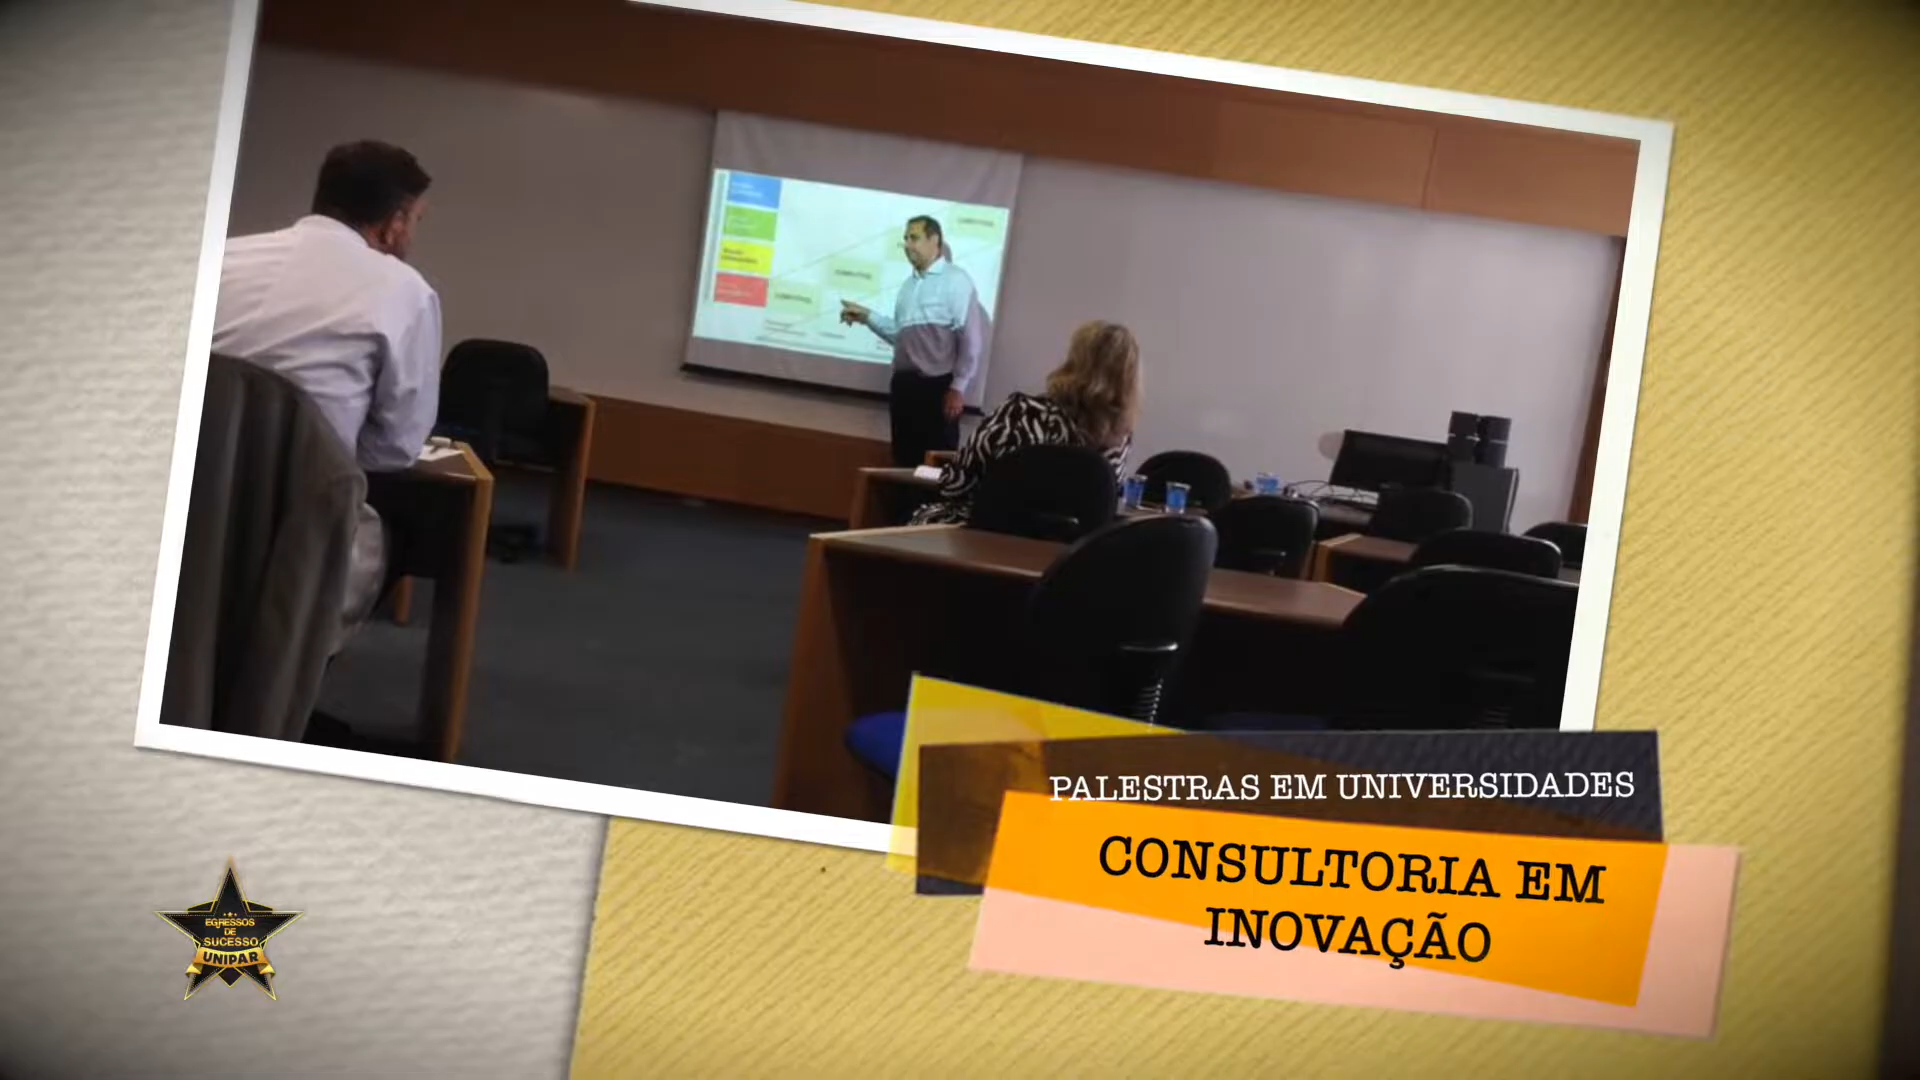 PALESTRAS EM UNIVERSIDADES
CONSULTORIA EM
INOVAÇÃO
EGRESSOS
DE
SUCESSO
UNIPAR